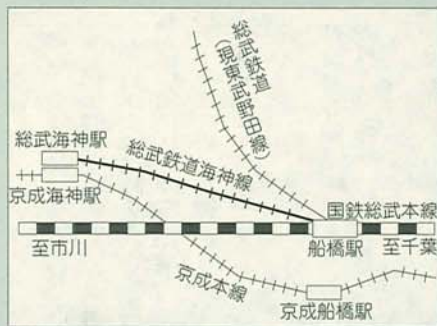 総武鉄道
(現東武野田線)
総武海神駅
総武鉄道海神線
京成海神駅
国鉄総武本線
至市川
船橋駅
至千葉
京成本線
京成船橋駅